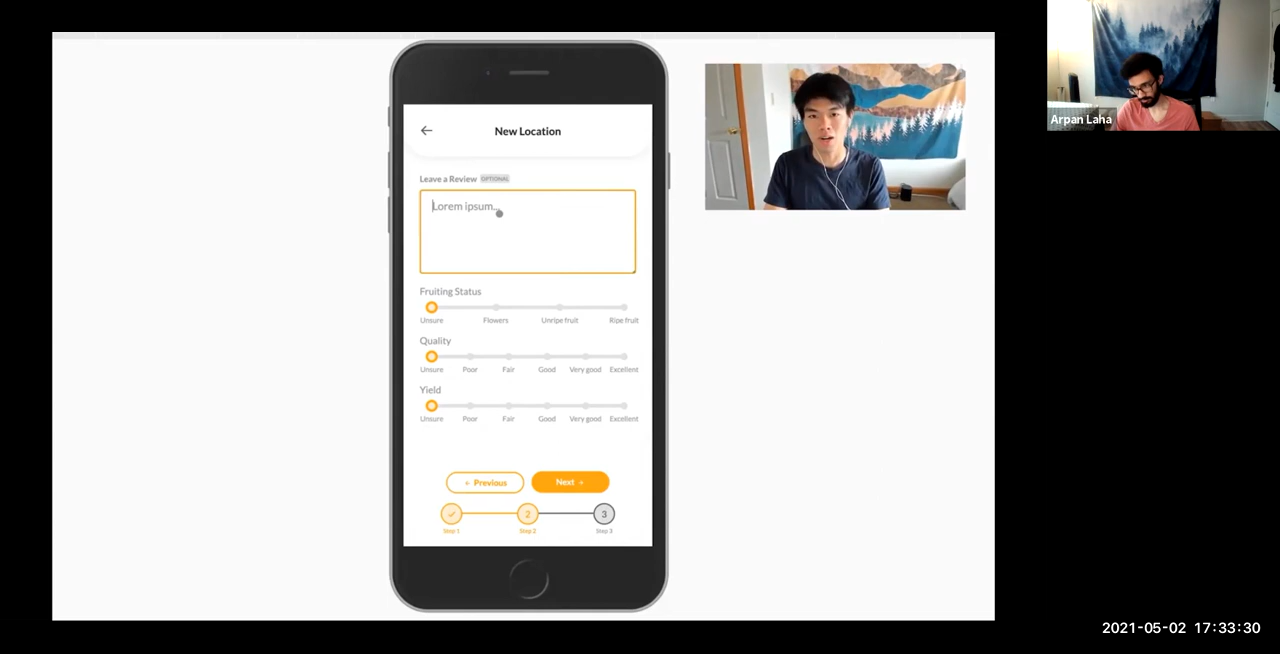 New Location
Leave a Review OPTIONAL
Lorem ipsum...
Fruiting Status
Unsure Flowers Unripe fruit Ripe fruit
Quality
Unsure Poor Fair Good Very good Excellent
Yield
Unsure Poor Fair Good Very good Excellent
← Previous Next →
2 3
Step 1 Step 2 Step 3
Arpan Laha
2021-05-02 17:33:30